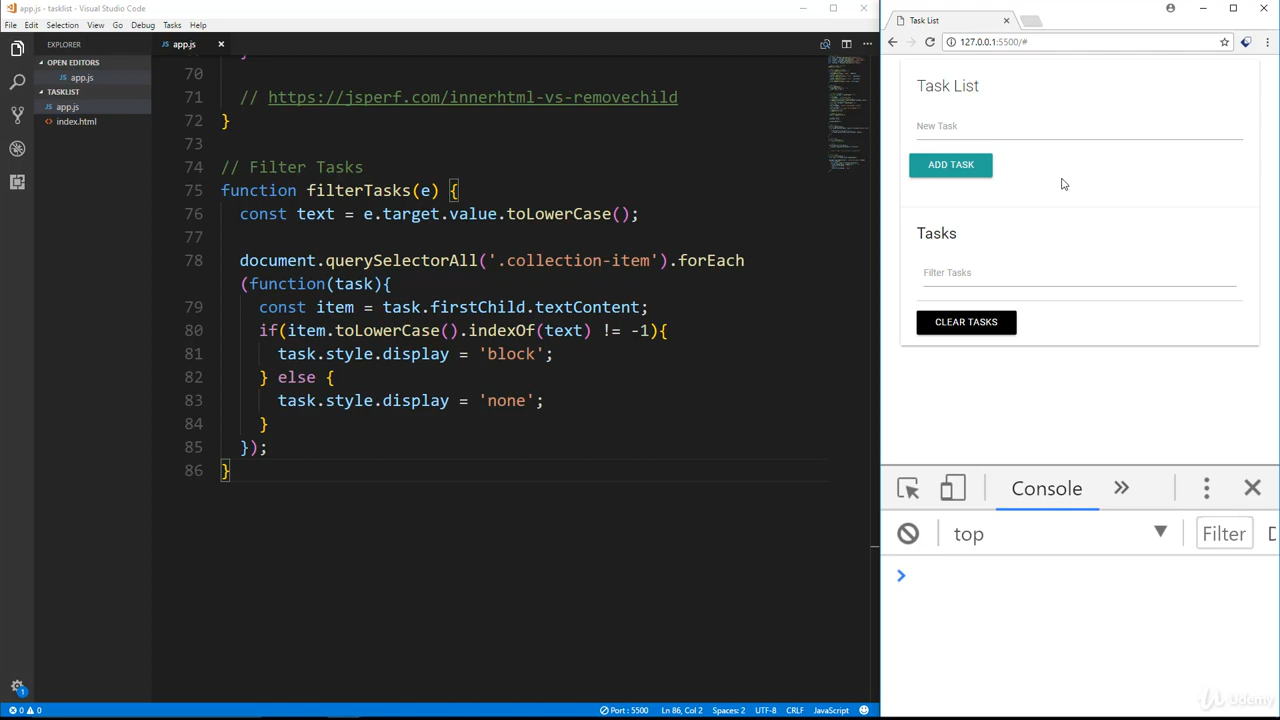 app.js - tasklist - Visual Studio Code
File Edit Selection View Go Debug Tasks Help
EXPLORER
OPEN EDITORS
app.js
TASKLIST
app.js
index.html
app.js
70 }
71 // https://jsperf.com/innerhtml-vs-removechild
72 }
73
74 // Filter Tasks
75 function filterTasks(e) {
76 const text = e.target.value.toLowerCase();
77
78 document.querySelectorAll('.collection-item').forEach
(function(task){
79 const item = task.firstChild.textContent;
80 if(item.toLowerCase().indexOf(text) != -1){
81 task.style.display = 'block';
82 } else {
83 task.style.display = 'none';
84 }
85 });
86 }
1
0 0
Port : 5500 Ln 86, Col 2 Spaces: 2 UTF-8 CRLF JavaScript
Task List
127.0.0.1:5500/#
Task List
New Task
ADD TASK
Tasks
Filter Tasks
CLEAR TASKS
Console
top Filter D
Udemy